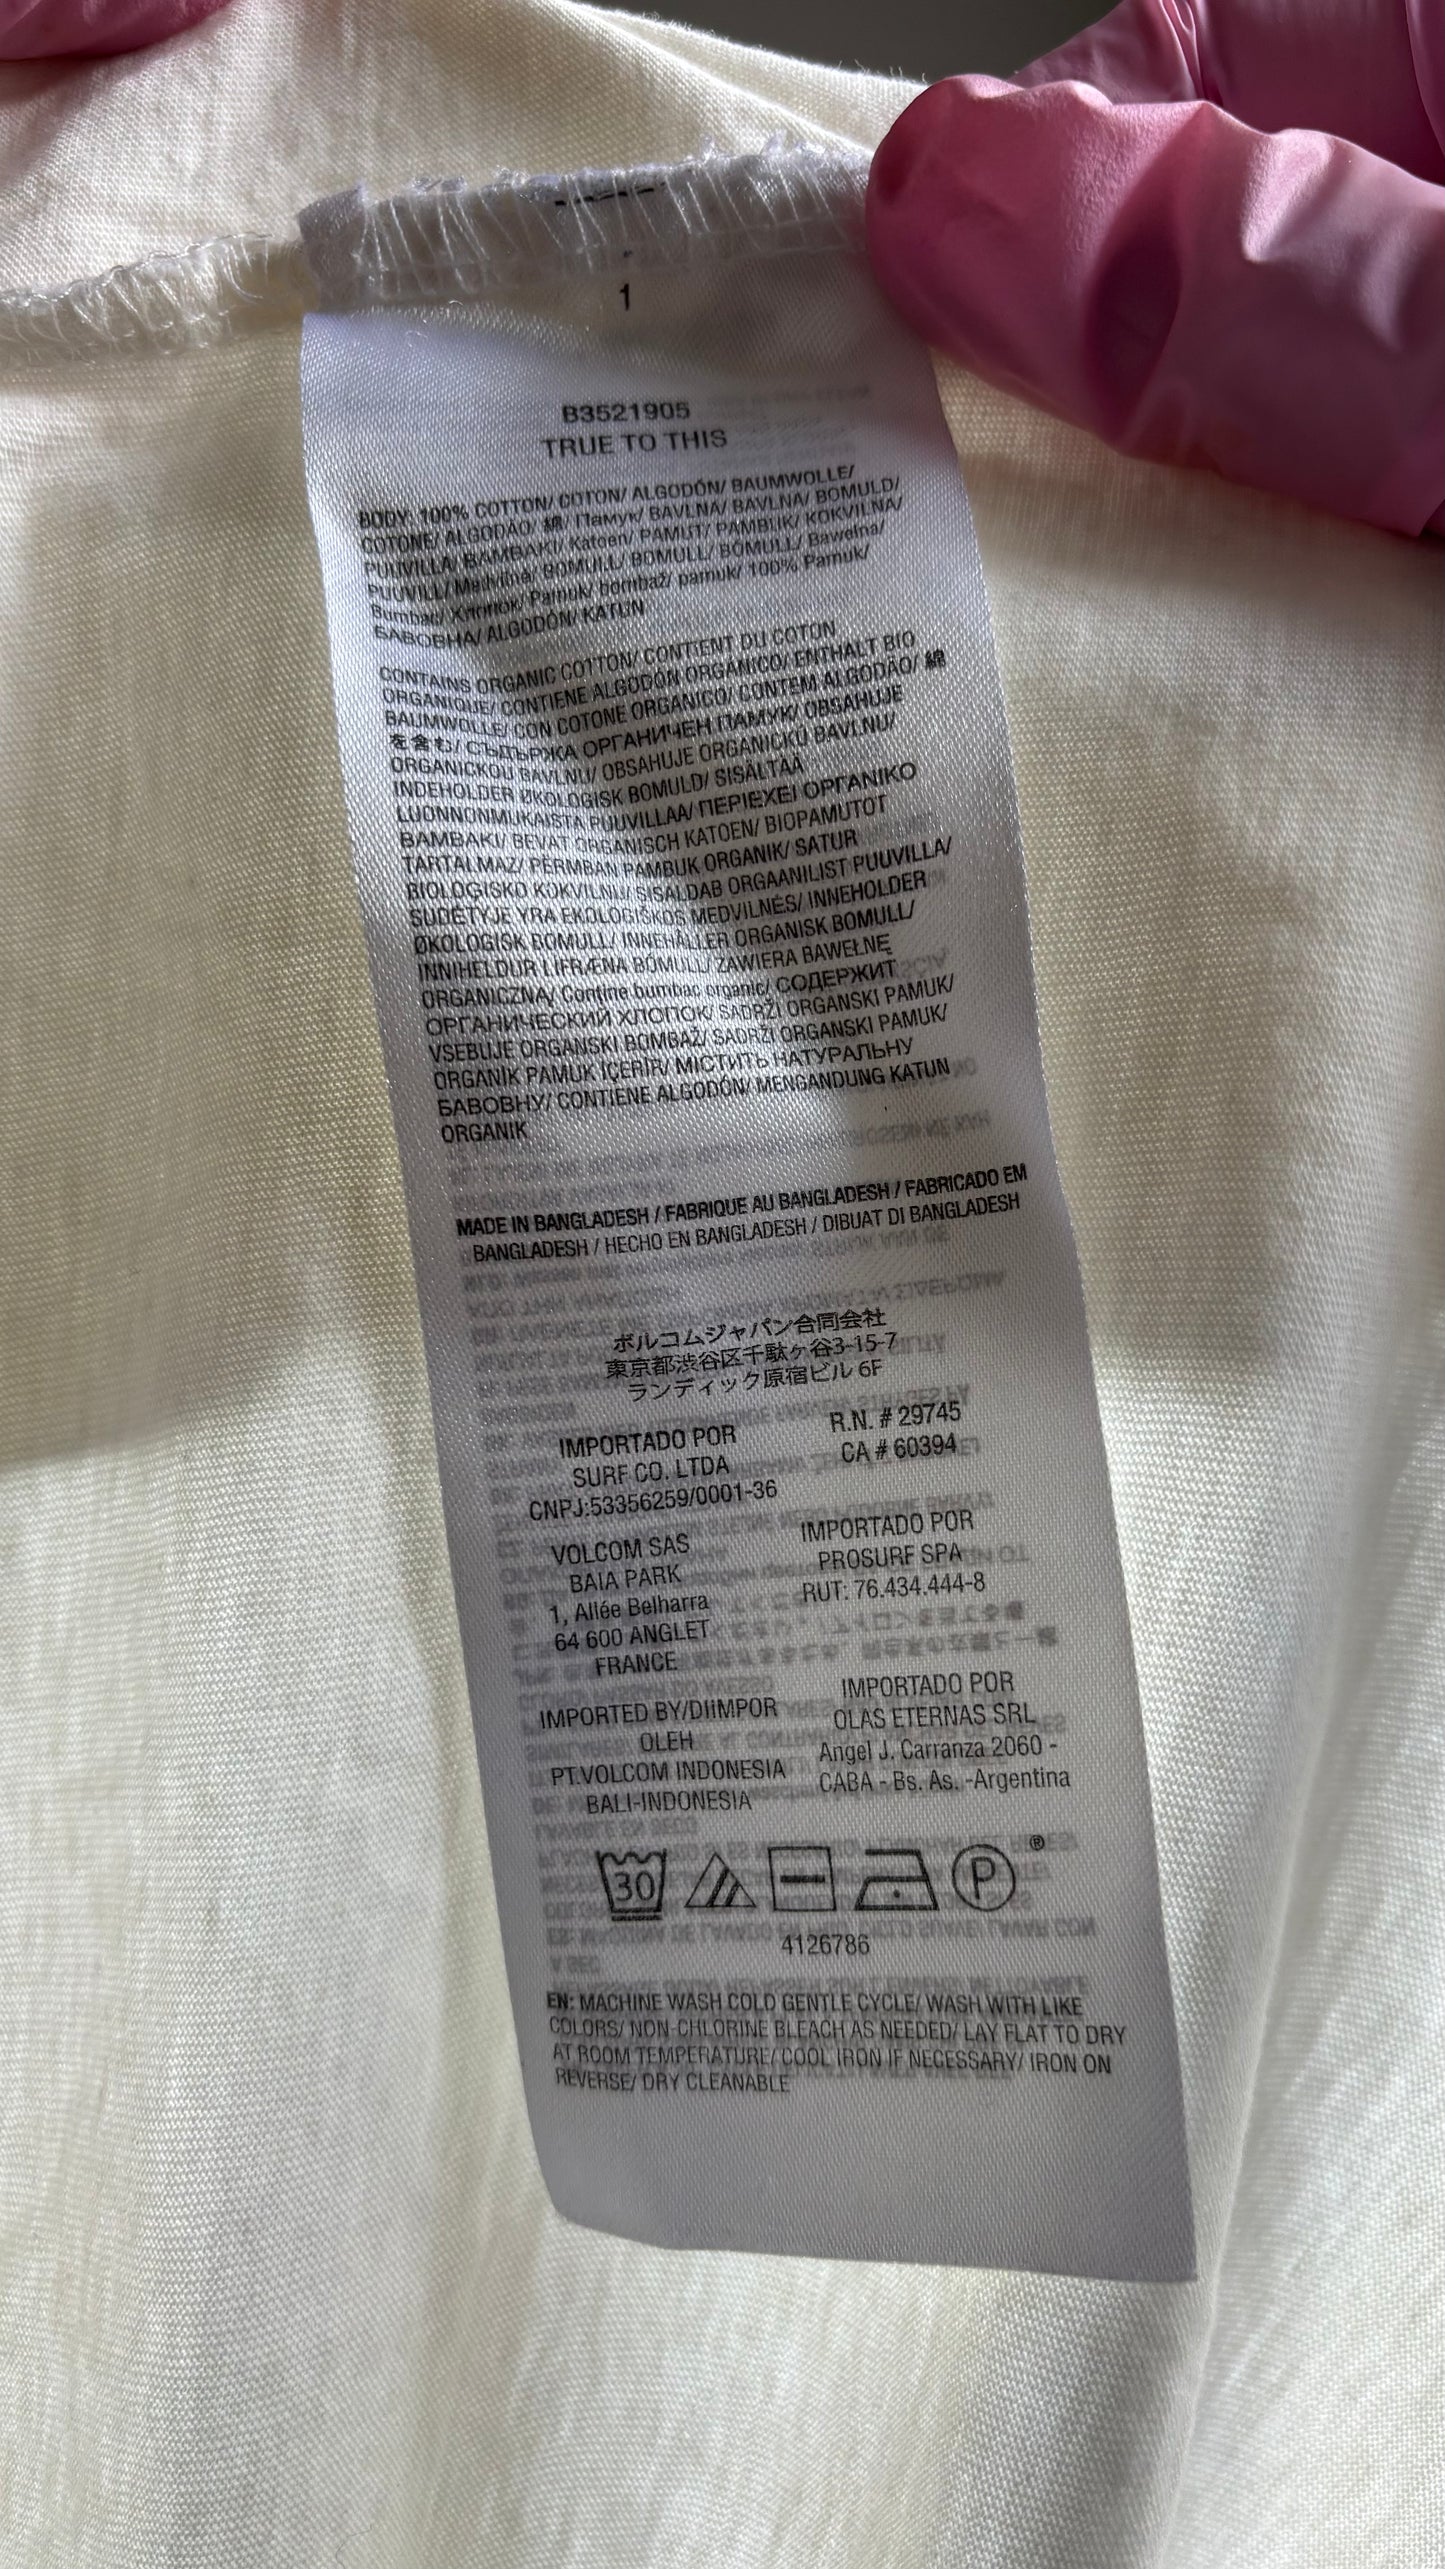 1
B3521905
TRUE TO THIS
BODY: 100% COTTON/ COTON/ ALGODÓN/ BAUMWOLLE/
COTONE/ ALGODÃO/ 綿/ Памук/ BAVLNA/ BAVLNA/ BOMULD/
PUUVILLA/ BAMBAKI/ Katoen/ PAMUT/ PAMBUK/ KOKVILNA/
PUUVILL/ Medvilnė/ BOMULL/ BOMULL/ BÓMULL/ Bawełna/
Bumbac/ Хлопок/ Pamuk/ bombaž/ pamuk/ 100% Pamuk/
БАВОВНА/ ALGODÓN/ KATUN
CONTAINS ORGANIC COTTON/ CONTIENT DU COTON
ORGANIQUE/ CONTIENE ALGODÓN ORGÁNICO/ ENTHALT BIO
BAUMWOLLE/ CON COTONE ORGANICO/ CONTEM ALGODÃO/ 綿
を含む/ СЪДЪРЖА ОРГАНИЧЕН ПАМУК/ OBSAHUJE
ORGANICKOU BAVLNU/ OBSAHUJE ORGANICKÚ BAVLNU/
INDEHOLDER ØKOLOGISK BOMULD/ SISÄLTÄÄ
LUONNONMUKAISTA PUUVILLAA/ ΠΕΡΙΕΧΕΙ ΟΡΓΑΝΙΚΟ
BAMBAKI/ BEVAT ORGANISCH KATOEN/ BIOPAMUTOT
TARTALMAZ/ PËRMBAN PAMBUK ORGANIK/ SATUR
BIOLOĢISKO KOKVILNU/ SISALDAB ORGAANILIST PUUVILLA/
SUDĖTYJE YRA EKOLOGIŠKOS MEDVILNĖS/ INNEHOLDER
ØKOLOGISK BOMULL/ INNEHÅLLER ORGANISK BOMULL/
INNIHELDUR LÍFRÆNA BÓMULL/ ZAWIERA BAWEŁNĘ
ORGANICZNĄ/ Conține bumbac organic/ СОДЕРЖИТ
ОРГАНИЧЕСКИЙ ХЛОПОК/ SADRŽI ORGANSKI PAMUK/
VSEBUJE ORGANSKI BOMBAŽ/ SADRŽI ORGANSKI PAMUK/
ORGANİK PAMUK İÇERİR/ МІСТИТЬ НАТУРАЛЬНУ
БАВОВНУ/ CONTIENE ALGODÓN/ MENGANDUNG KATUN
ORGANIK
MADE IN BANGLADESH / FABRIQUE AU BANGLADESH / FABRICADO EM
BANGLADESH / HECHO EN BANGLADESH / DIBUAT DI BANGLADESH
ボルコムジャパン合同会社
東京都渋谷区千駄ヶ谷3-15-7
ランディック原宿ビル 6F
IMPORTADO POR
SURF CO. LTDA
CNPJ:53356259/0001-36
R.N. # 29745
CA # 60394
VOLCOM SAS
BAIA PARK
1, Allée Belharra
64 600 ANGLET
FRANCE
IMPORTADO POR
PROSURF SPA
RUT: 76.434.444-8
IMPORTED BY/DIIMPOR
OLEH
PT.VOLCOM INDONESIA
BALI-INDONESIA
IMPORTADO POR
OLAS ETERNAS SRL
Angel J. Carranza 2060 -
CABA - Bs. As. -Argentina
30 P ®
4126786
EN: MACHINE WASH COLD GENTLE CYCLE/ WASH WITH LIKE
COLORS/ NON-CHLORINE BLEACH AS NEEDED/ LAY FLAT TO DRY
AT ROOM TEMPERATURE/ COOL IRON IF NECESSARY/ IRON ON
REVERSE/ DRY CLEANABLE